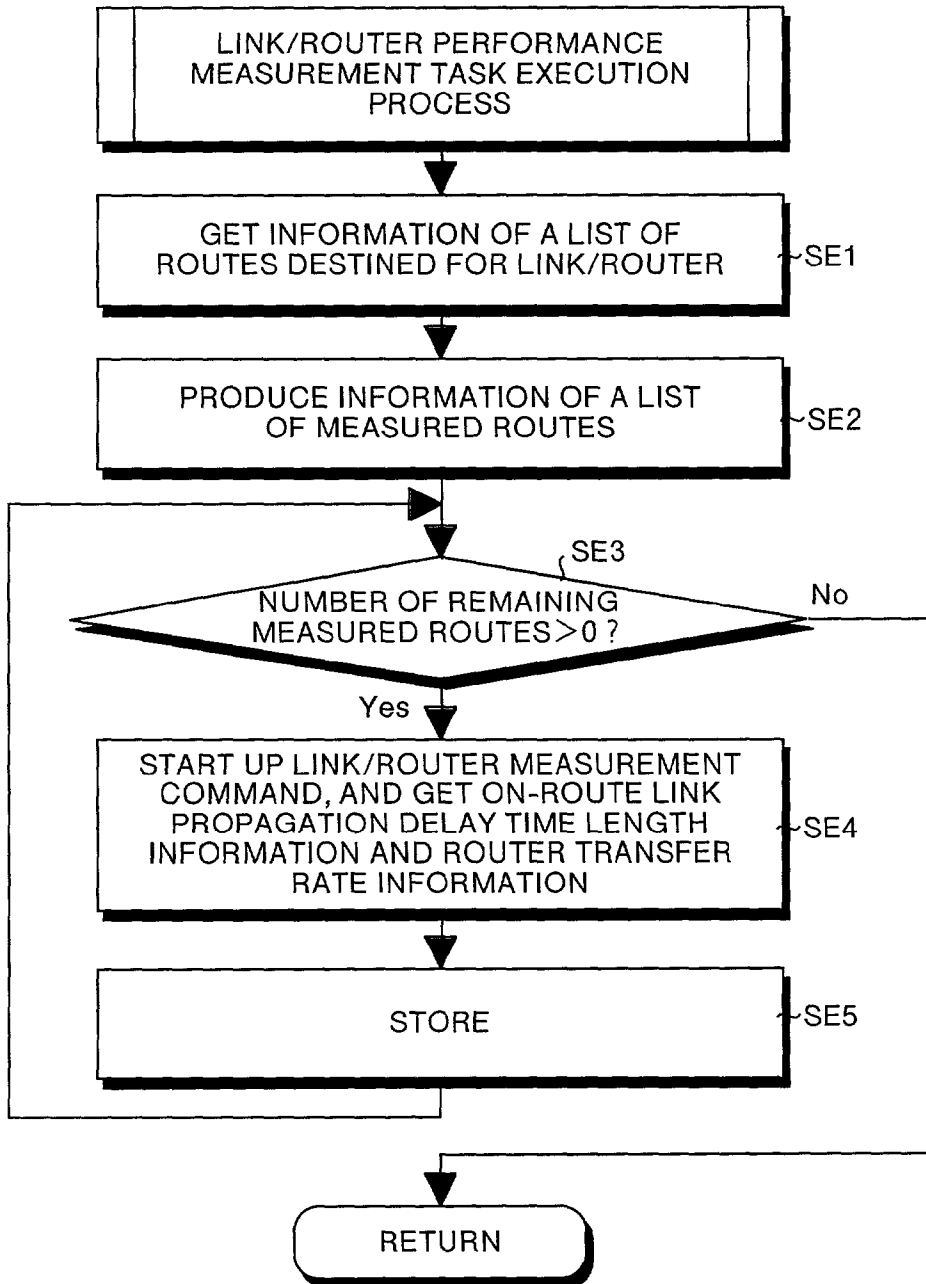 LINK/ROUTER PERFORMANCE
MEASUREMENT TASK EXECUTION
PROCESS
GET INFORMATION OF A LIST OF
ROUTES DESTINED FOR LINK/ROUTER
SE1
PRODUCE INFORMATION OF A LIST
OF MEASURED ROUTES
SE2
SE3
NUMBER OF REMAINING
MEASURED ROUTES>0 ?
No
Yes
START UP LINK/ROUTER MEASUREMENT
COMMAND, AND GET ON-ROUTE LINK
PROPAGATION DELAY TIME LENGTH
INFORMATION AND ROUTER TRANSFER
RATE INFORMATION
SE4
STORE
SE5
RETURN